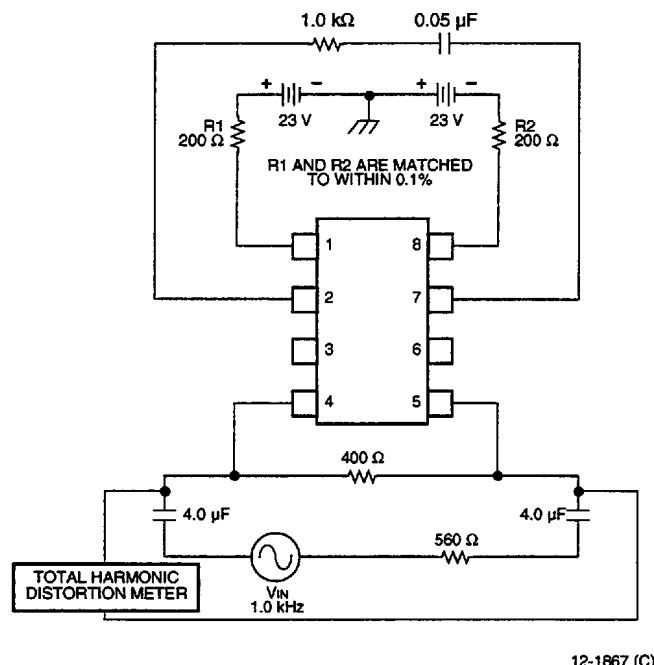 1.0 kΩ 0.05 µF
+ − + −
23 V 23 V
R1
200 Ω
R2
200 Ω
R1 AND R2 ARE MATCHED
TO WITHIN 0.1%
1 8
2 7
3 6
4 5
400 Ω
4.0 µF 4.0 µF
560 Ω
VIN
1.0 kHz
TOTAL HARMONIC
DISTORTION METER
12-1867 (C)